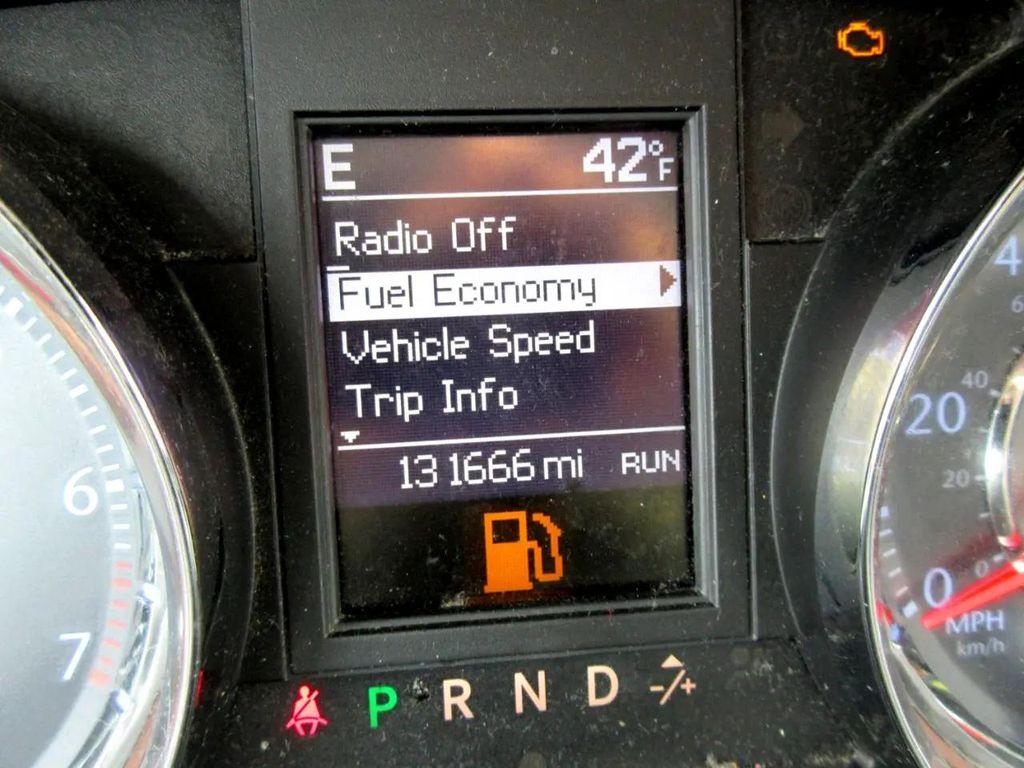 E 42°F
Radio Off
Fuel Economy
Vehicle Speed
Trip Info
131666 mi RUN
P R N D -/+
6
7
40
20
20
0
0
MPH
km/h